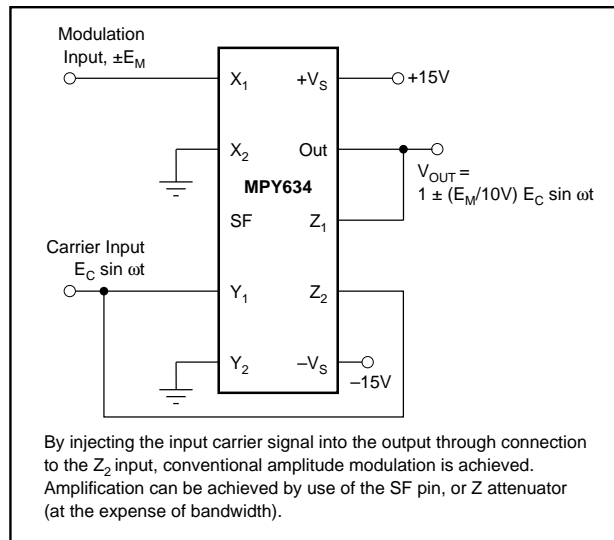 Modulation
Input, ±E_M
X_1
+V_S
+15V
X_2
Out
MPY634
V_OUT =
1 ± (E_M/10V) E_C sin ωt
SF
Z_1
Carrier Input
E_C sin ωt
Y_1
Z_2
Y_2
–V_S
–15V
By injecting the input carrier signal into the output through connection
to the Z_2 input, conventional amplitude modulation is achieved.
Amplification can be achieved by use of the SF pin, or Z attenuator
(at the expense of bandwidth).